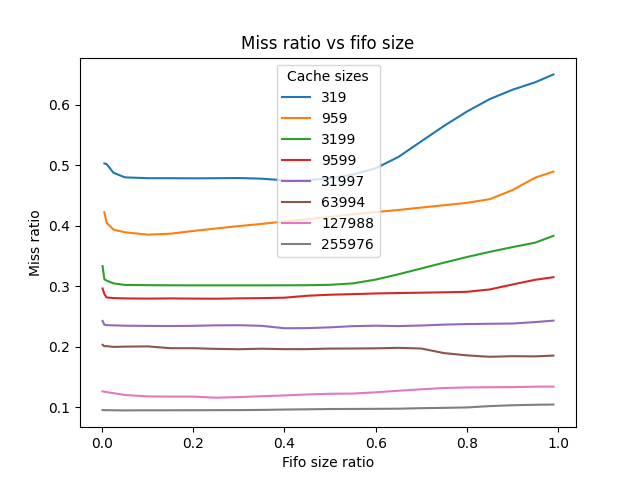 Miss ratio vs fifo size
Cache sizes
319
959
3199
9599
31997
63994
127988
255976
Miss ratio
0.6
0.5
0.4
0.3
0.2
0.1
0.0 0.2 0.4 0.6 0.8 1.0
Fifo size ratio